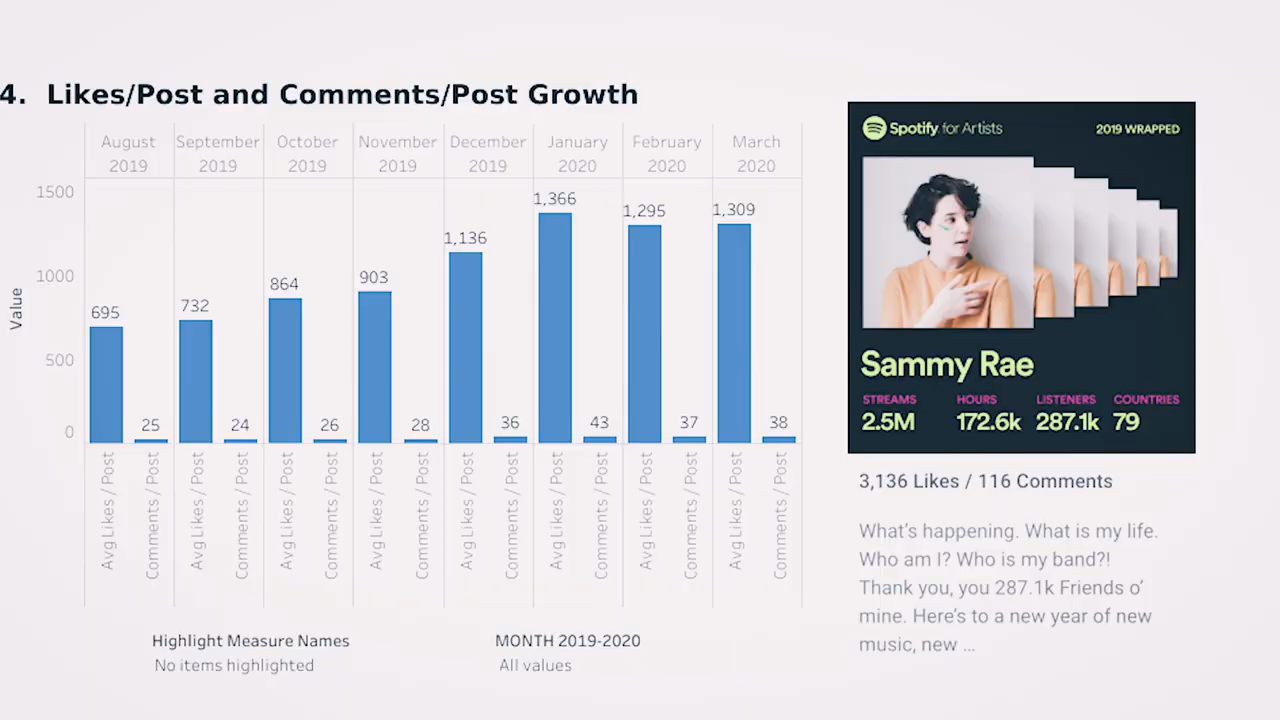 4. Likes/Post and Comments/Post Growth
August September October November December January February March
2019 2019 2019 2019 2019 2020 2020 2020
1500
1000
500
0
Value
695 25 732 24 864 26 903 28 1,136 36 1,366 43 1,295 37 1,309 38
Avg Likes / Post Comments / Post Avg Likes / Post Comments / Post Avg Likes / Post Comments / Post Avg Likes / Post Comments / Post Avg Likes / Post Comments / Post Avg Likes / Post Comments / Post Avg Likes / Post Comments / Post Avg Likes / Post Comments / Post
Highlight Measure Names MONTH 2019-2020
No items highlighted All values
Spotify for Artists 2019 WRAPPED
Sammy Rae
STREAMS HOURS LISTENERS COUNTRIES
2.5M 172.6k 287.1k 79
3,136 Likes / 116 Comments
What's happening. What is my life.
Who am I? Who is my band?!
Thank you, you 287.1k Friends o'
mine. Here's to a new year of new
music, new ...